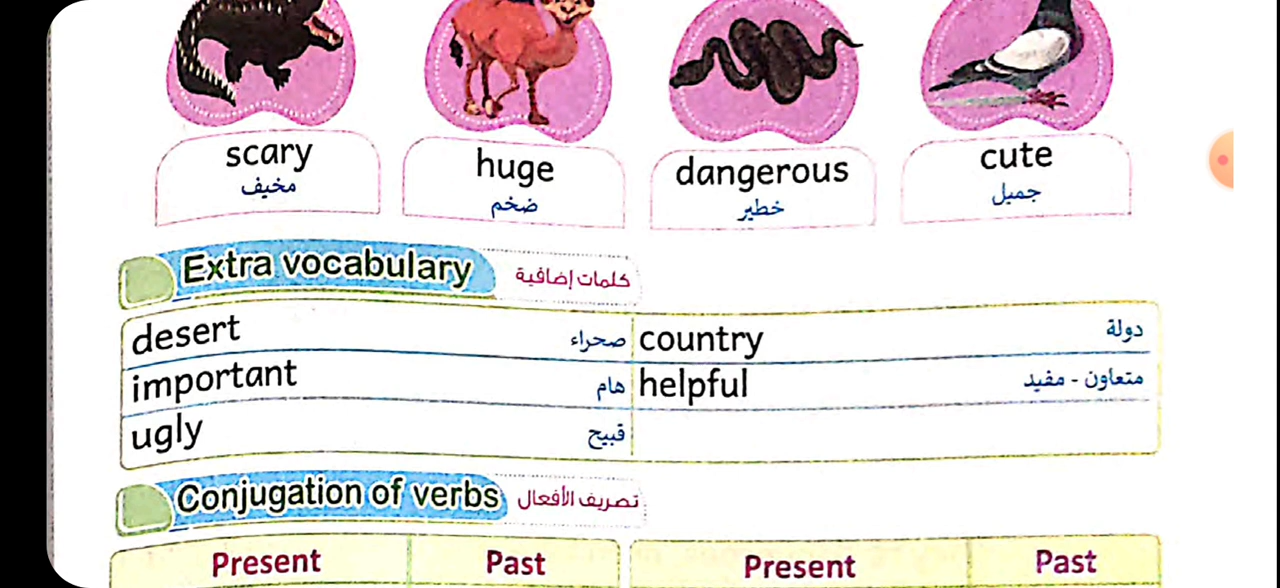 scary
مخيف
huge
ضخم
dangerous
خطير
cute
جميل
Extra vocabulary كلمات إضافية
desert صحراء country دولة
important هام helpful متعاون - مفيد
ugly قبيح
Conjugation of verbs تصريف الأفعال
Present Past Present Past